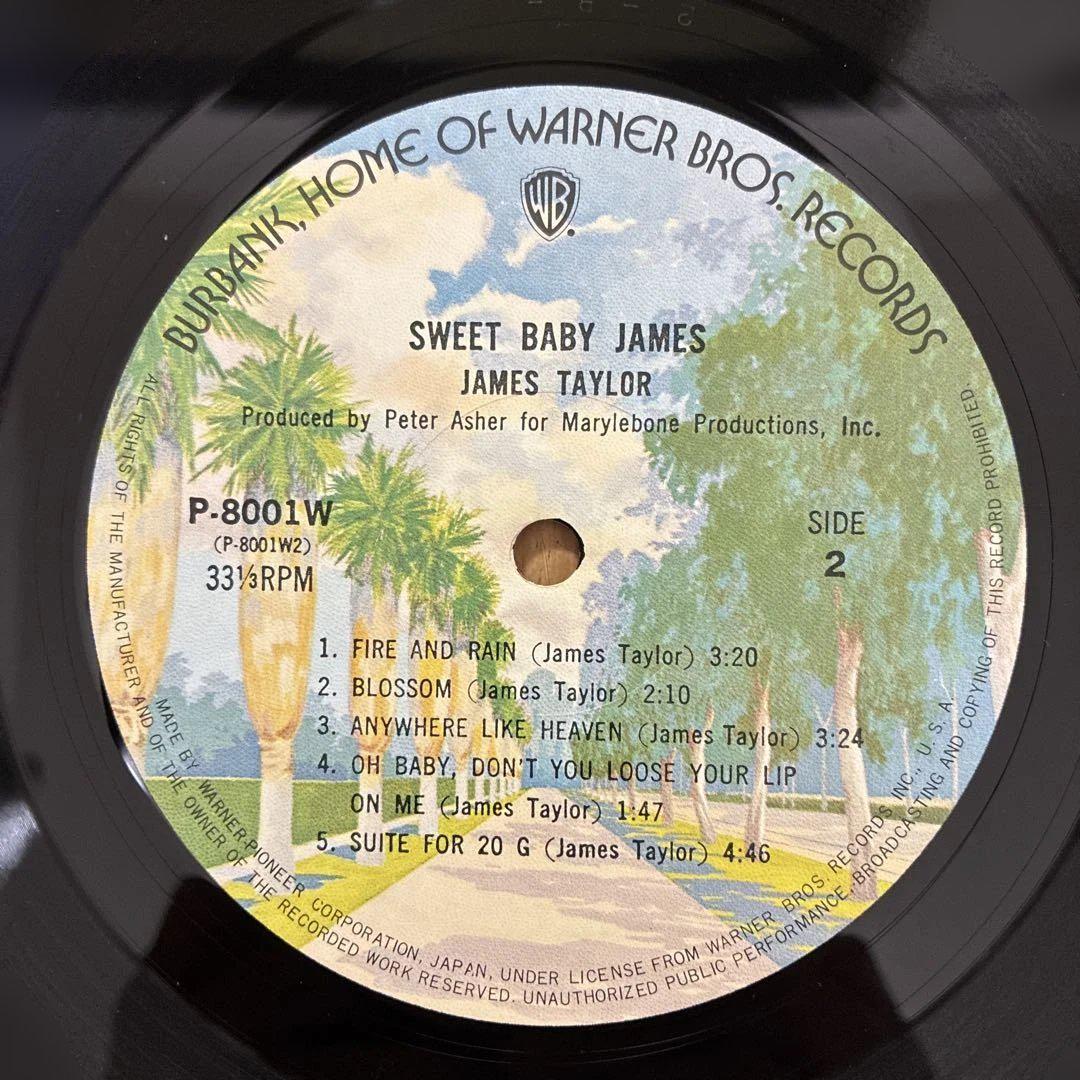 BURBANK, HOME OF WARNER BROS. RECORDS
WB
SWEET BABY JAMES
JAMES TAYLOR
Produced by Peter Asher for Marylebone Productions, Inc.
P-8001W
(P-8001W2)
33⅓RPM
SIDE
2
1. FIRE AND RAIN (James Taylor) 3:20
2. BLOSSOM (James Taylor) 2:10
3. ANYWHERE LIKE HEAVEN (James Taylor) 3:24
4. OH BABY, DON'T YOU LOOSE YOUR LIP
ON ME (James Taylor) 1:47
5. SUITE FOR 20 G (James Taylor) 4:46
MADE BY WARNER-PIONEER CORPORATION, JAPAN, UNDER LICENSE FROM WARNER BROS. RECORDS INC., U.S.A.
ALL RIGHTS OF THE MANUFACTURER AND OF THE OWNER OF THE RECORDED WORK RESERVED. UNAUTHORIZED PUBLIC PERFORMANCE, BROADCASTING AND COPYING OF THIS RECORD PROHIBITED